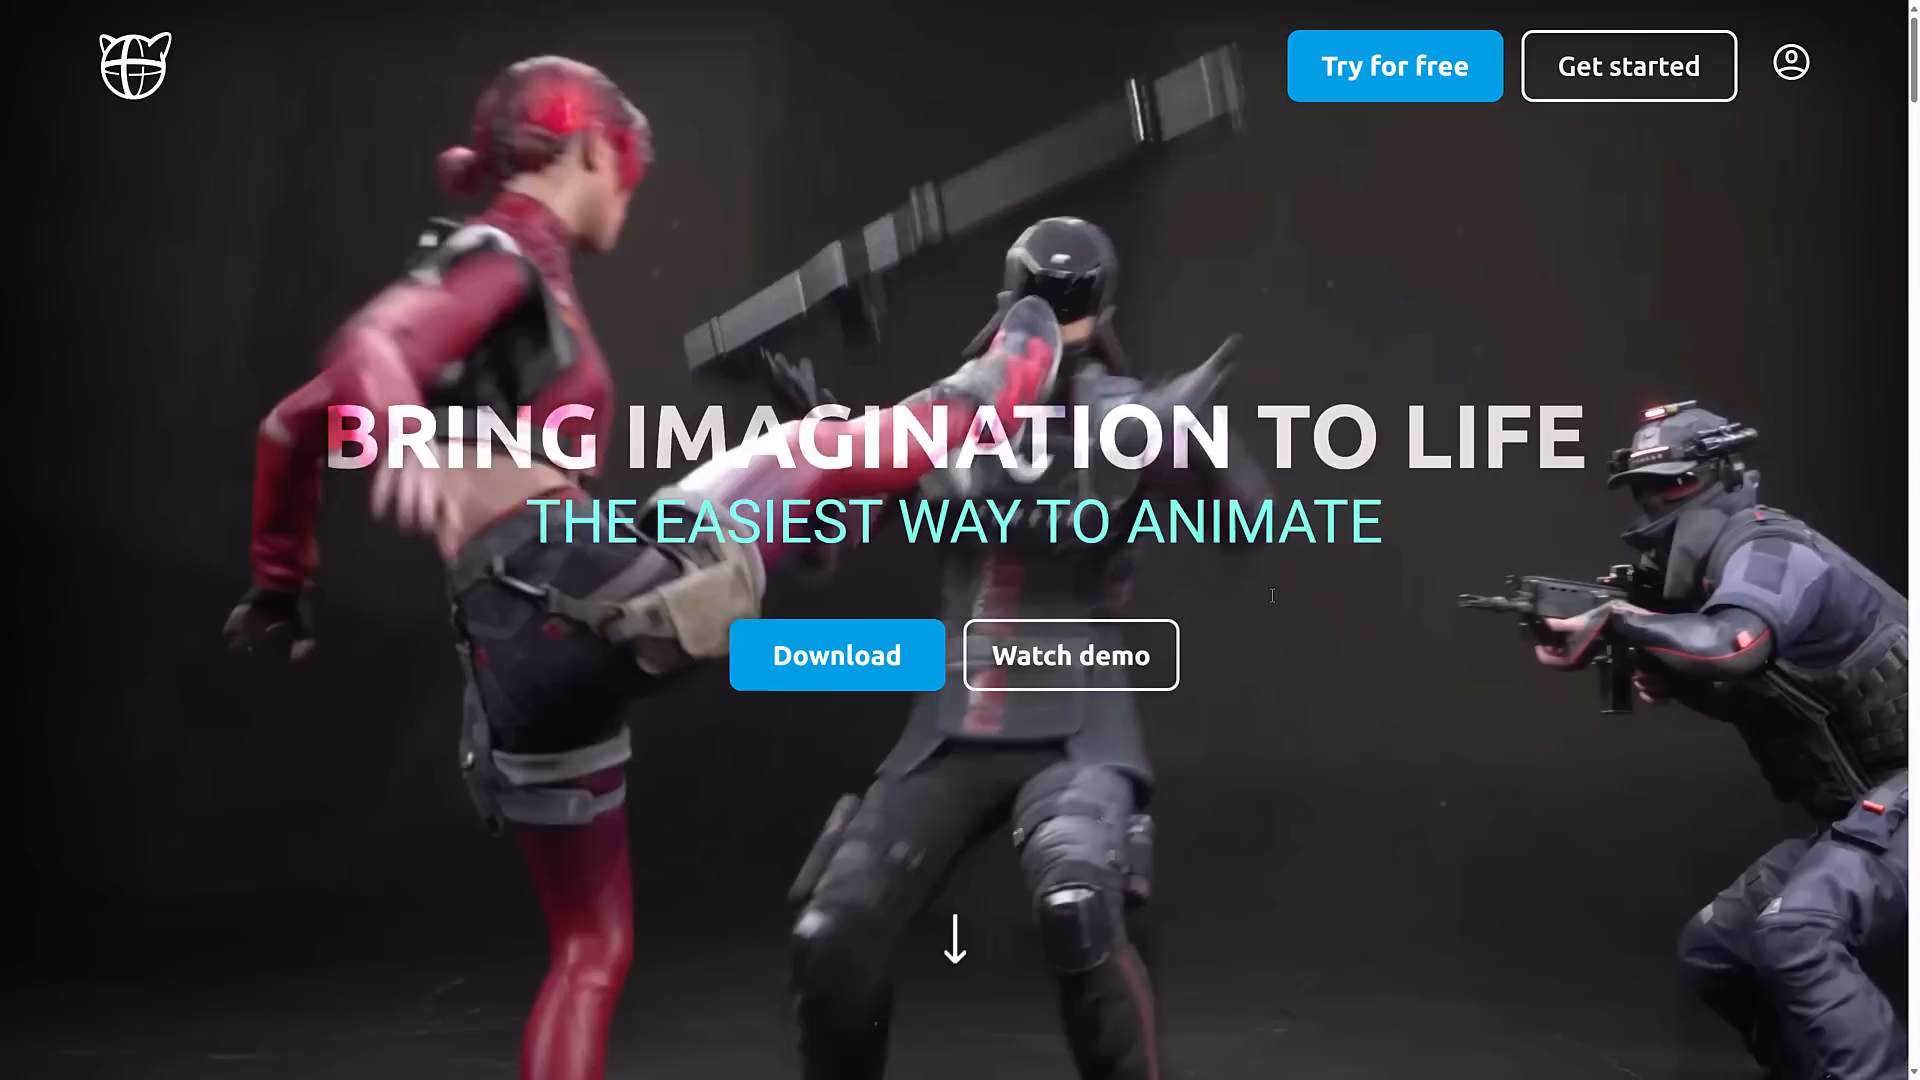 Try for free
Get started
BRING IMAGINATION TO LIFE
THE EASIEST WAY TO ANIMATE
Download
Watch demo